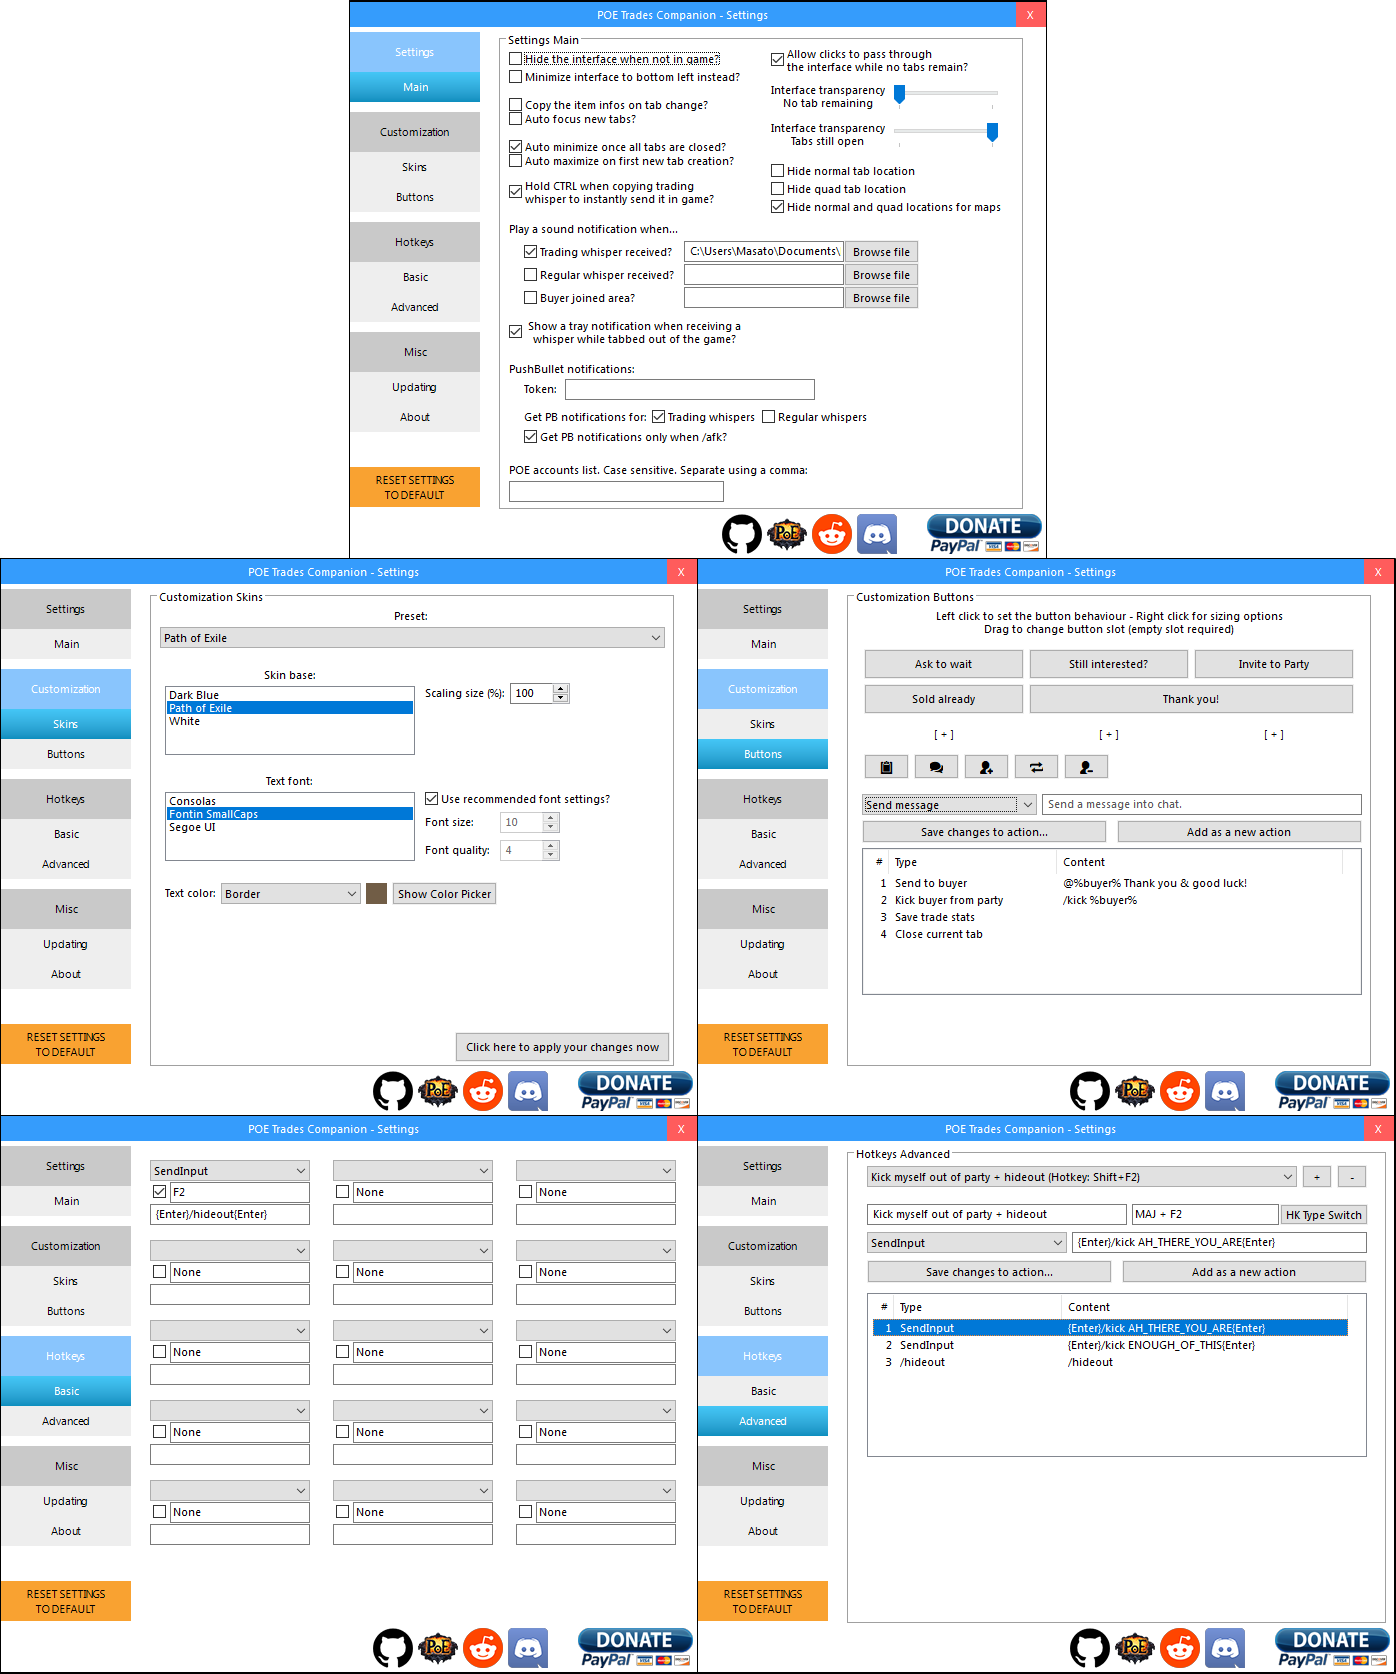 POE Trades Companion - Settings
X
Settings
Main
Customization
Skins
Buttons
Hotkeys
Basic
Advanced
Misc
Updating
About
RESET SETTINGS
TO DEFAULT
Settings Main
Hide the interface when not in game?
Minimize interface to bottom left instead?
Copy the item infos on tab change?
Auto focus new tabs?
Auto minimize once all tabs are closed?
Auto maximize on first new tab creation?
Hold CTRL when copying trading
whisper to instantly send it in game?
Allow clicks to pass through
the interface while no tabs remain?
Interface transparency
No tab remaining
Interface transparency
Tabs still open
Hide normal tab location
Hide quad tab location
Hide normal and quad locations for maps
Play a sound notification when...
Trading whisper received? C:\Users\Masato\Documents\ Browse file
Regular whisper received? Browse file
Buyer joined area? Browse file
Show a tray notification when receiving a
whisper while tabbed out of the game?
PushBullet notifications:
Token:
Get PB notifications for: Trading whispers Regular whispers
Get PB notifications only when /afk?
POE accounts list. Case sensitive. Separate using a comma:
PoE
DONATE
PayPal VISA
POE Trades Companion - Settings
X
Settings
Main
Customization
Skins
Buttons
Hotkeys
Basic
Advanced
Misc
Updating
About
RESET SETTINGS
TO DEFAULT
Customization Skins
Preset:
Path of Exile
Skin base:
Dark Blue
Path of Exile
White
Scaling size (%): 100
Text font:
Consolas
Fontin SmallCaps
Segoe UI
Use recommended font settings?
Font size: 10
Font quality: 4
Text color: Border Show Color Picker
Click here to apply your changes now
PoE
DONATE
PayPal VISA
POE Trades Companion - Settings
X
Settings
Main
Customization
Skins
Buttons
Hotkeys
Basic
Advanced
Misc
Updating
About
RESET SETTINGS
TO DEFAULT
Customization Buttons
Left click to set the button behaviour - Right click for sizing options
Drag to change button slot (empty slot required)
Ask to wait Still interested? Invite to Party
Sold already Thank you!
[ + ] [ + ] [ + ]
Send message Send a message into chat.
Save changes to action... Add as a new action
# Type Content
1 Send to buyer @%buyer% Thank you & good luck!
2 Kick buyer from party /kick %buyer%
3 Save trade stats
4 Close current tab
PoE
DONATE
PayPal VISA
POE Trades Companion - Settings
X
Settings
Main
Customization
Skins
Buttons
Hotkeys
Basic
Advanced
Misc
Updating
About
RESET SETTINGS
TO DEFAULT
SendInput
F2 None None
{Enter}/hideout{Enter}
None None None
None None None
None None None
None None None
PoE
DONATE
PayPal VISA
POE Trades Companion - Settings
X
Settings
Main
Customization
Skins
Buttons
Hotkeys
Basic
Advanced
Misc
Updating
About
RESET SETTINGS
TO DEFAULT
Hotkeys Advanced
Kick myself out of party + hideout (Hotkey: Shift+F2) + -
Kick myself out of party + hideout MAJ + F2 HK Type Switch
SendInput {Enter}/kick AH_THERE_YOU_ARE{Enter}
Save changes to action... Add as a new action
# Type Content
1 SendInput {Enter}/kick AH_THERE_YOU_ARE{Enter}
2 SendInput {Enter}/kick ENOUGH_OF_THIS{Enter}
3 /hideout /hideout
PoE
DONATE
PayPal VISA